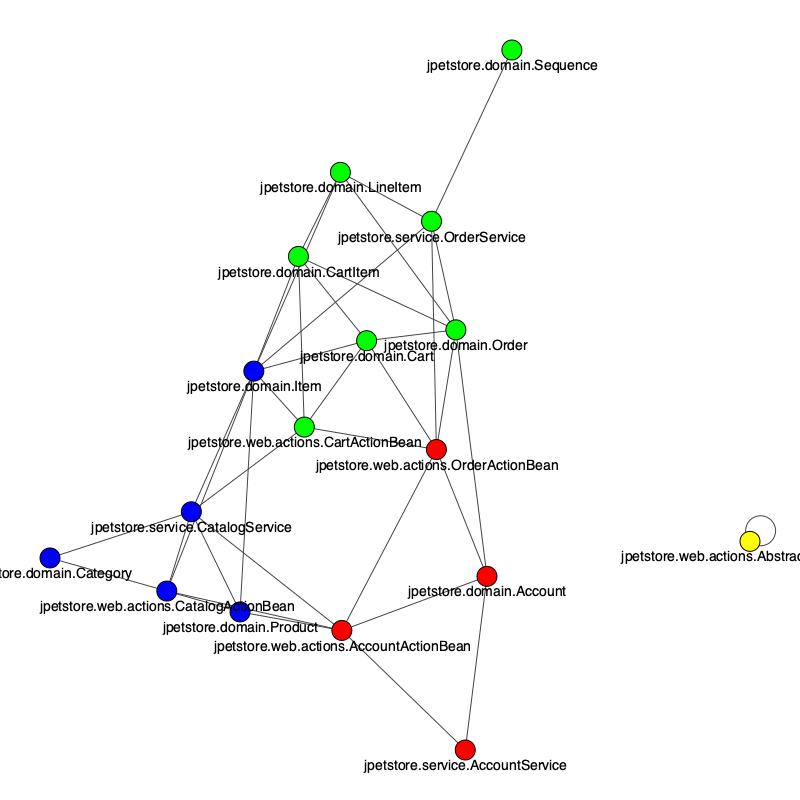 jpetstore.domain.Sequence
jpetstore.domain.LineItem
jpetstore.service.OrderService
jpetstore.domain.CartItem
jpetstore.domain.Order
jpetstore.domain.Cart
jpetstore.domain.Item
jpetstore.web.actions.CartActionBean
jpetstore.web.actions.OrderActionBean
jpetstore.service.CatalogService
jpetstore.web.actions.Abstrac
tore.domain.Category
jpetstore.domain.Account
jpetstore.web.actions.CatalogActionBean
jpetstore.domain.Product
jpetstore.web.actions.AccountActionBean
jpetstore.service.AccountService